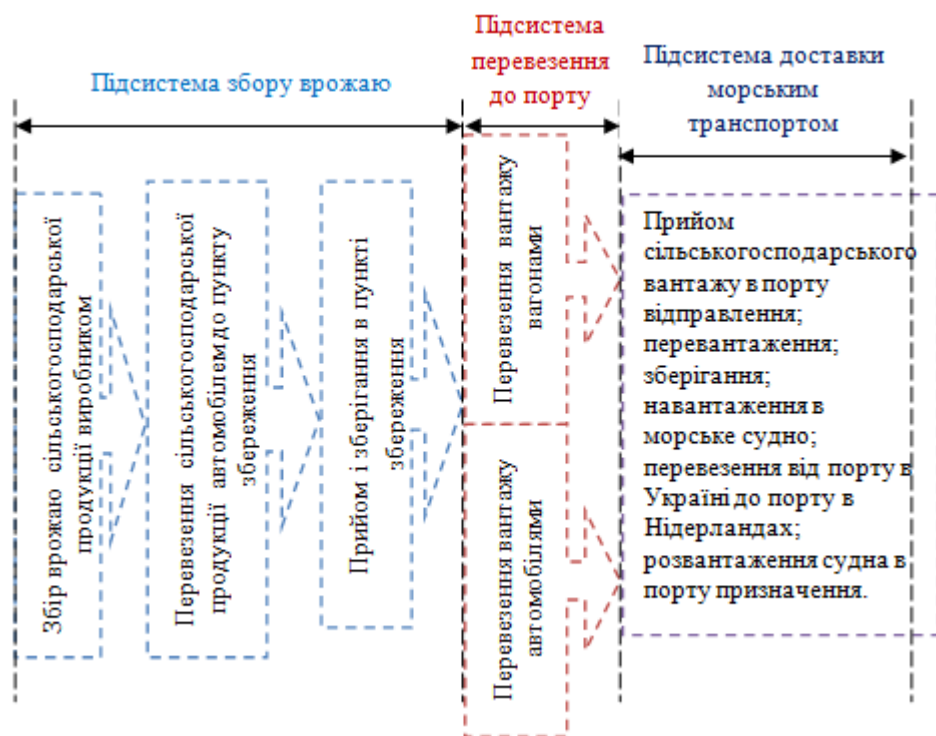 Підсистема збору врожаю
Підсистема
перевезення
до порту
Підсистема доставки
морським
транспортом
Збір врожаю сільськогосподарської
продукції виробником
Перевезення сільськогосподарської
продукції автомобілем до пункту
збереження
Прийом і зберігання в пункті
збереження
Перевезення вантажу
вагонами
Перевезення вантажу
автомобілями
Прийом
сільськогосподарського
вантажу в порту
відправлення;
перевантаження;
зберігання;
навантаження в
морське судно;
перевезення від порту в
Україні до порту в
Нідерландах;
розвантаження судна в
порту призначення.